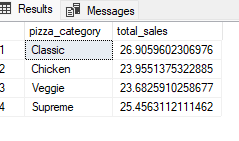 Results Messages
pizza_category total_sales
1 Classic 26.9059602306976
2 Chicken 23.9551375322885
3 Veggie 23.6825910258677
4 Supreme 25.4563112111462